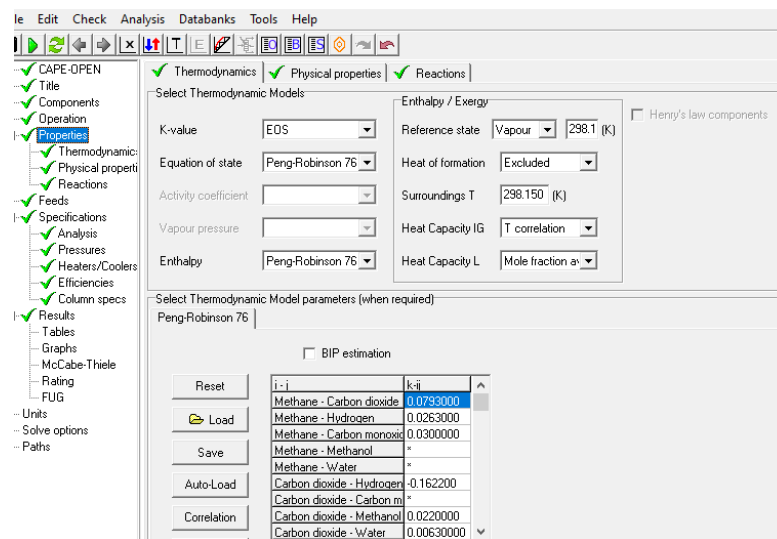 le Edit Check Analysis Databanks Tools Help
CAPE-OPEN
Title
Components
Operation
Properties
Thermodynamic:
Physical properti
Reactions
Feeds
Specifications
Analysis
Pressures
Heaters/Coolers
Efficiencies
Column specs
Results
Tables
Graphs
McCabe-Thiele
Rating
FUG
Units
Solve options
Paths
Thermodynamics Physical properties Reactions
Select Thermodynamic Models
K-value EOS
Equation of state Peng-Robinson 76
Activity coefficient
Vapour pressure
Enthalpy Peng-Robinson 76
Enthalpy / Exergy
Reference state Vapour 298.1 (K)
Heat of formation Excluded
Surroundings T 298.150 (K)
Heat Capacity IG T correlation
Heat Capacity L Mole fraction a
Henry's law components
Select Thermodynamic Model parameters (when required)
Peng-Robinson 76
BIP estimation
Reset
Load
Save
Auto-Load
Correlation
i - j k-ij
Methane - Carbon dioxide 0.0793000
Methane - Hydrogen 0.0263000
Methane - Carbon monoxic 0.0300000
Methane - Methanol *
Methane - Water *
Carbon dioxide - Hydrogen -0.162200
Carbon dioxide - Carbon m *
Carbon dioxide - Methanol 0.0220000
Carbon dioxide - Water 0.00630000